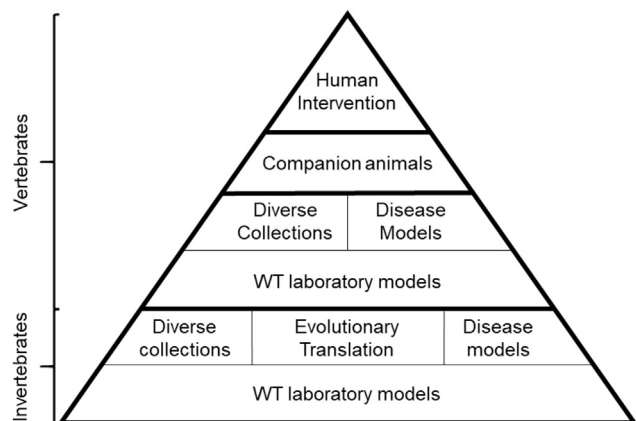 Human
Intervention
Companion animals
Vertebrates
Diverse
Collections
Disease
Models
WT laboratory models
Diverse
collections
Evolutionary
Translation
Disease
models
Invertebrates
WT laboratory models